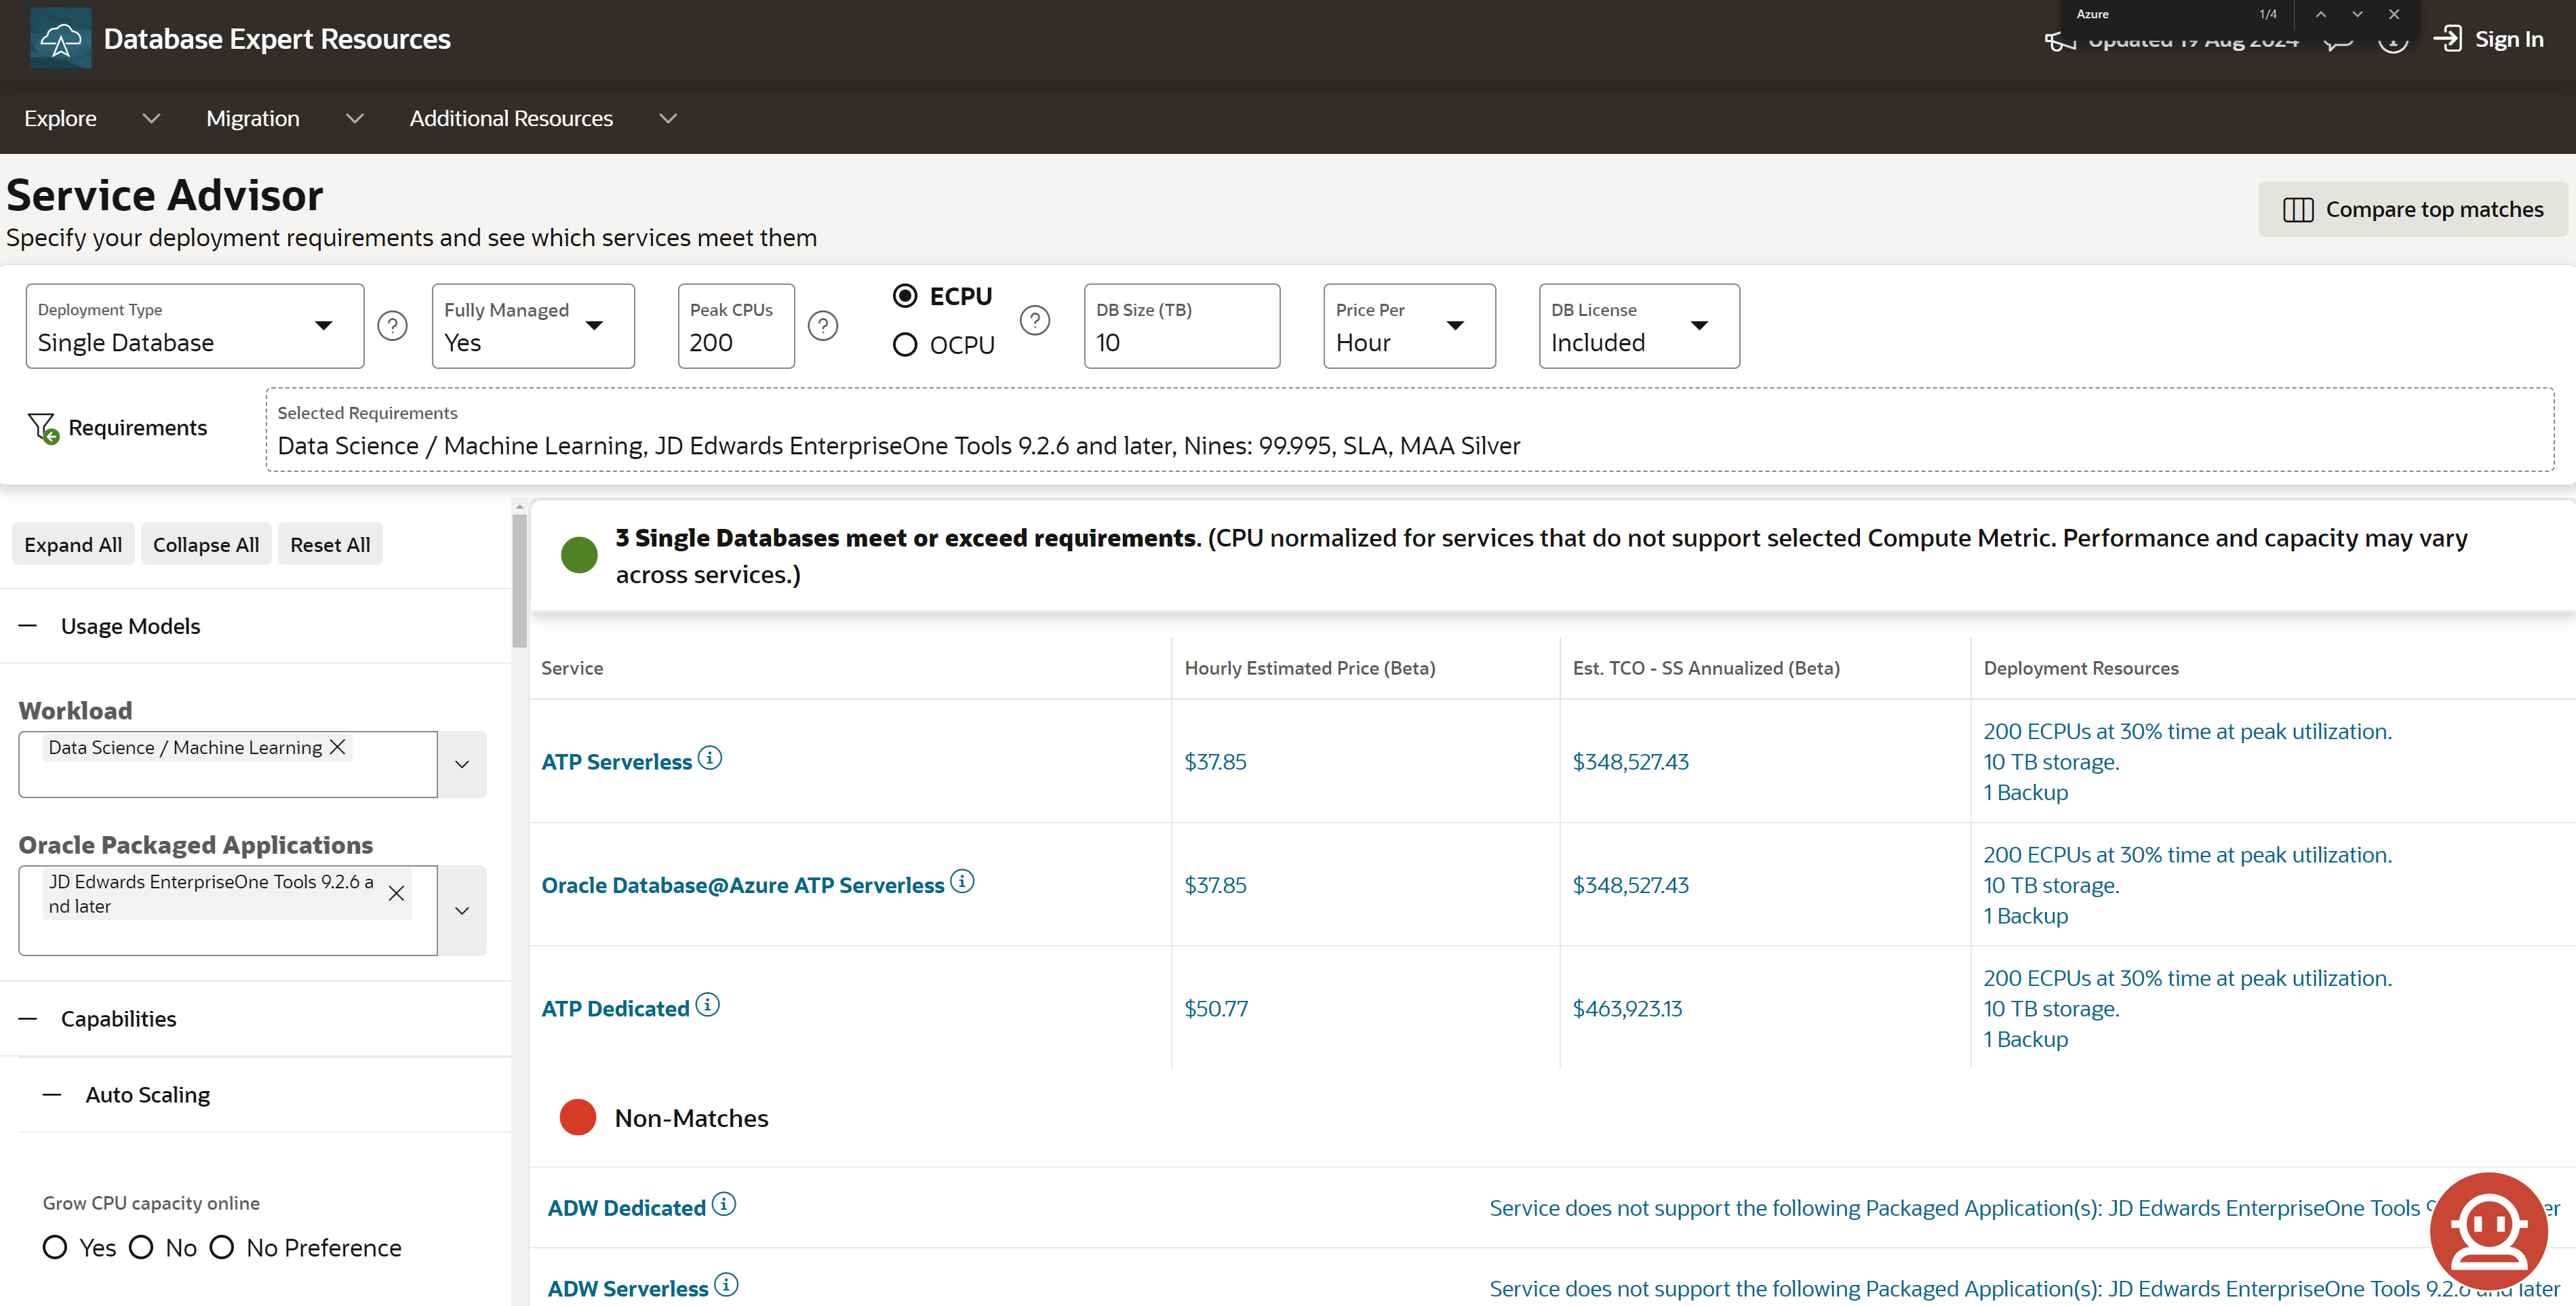 Azure
1/4
Database Expert Resources
Updated 19 Aug 2024
Sign In
Explore
Migration
Additional Resources
Service Advisor
Specify your deployment requirements and see which services meet them
Compare top matches
Deployment Type
Single Database
Fully Managed
Yes
Peak CPUs
200
ECPU
OCPU
DB Size (TB)
10
Price Per
Hour
DB License
Included
Requirements
Selected Requirements
Data Science / Machine Learning, JD Edwards EnterpriseOne Tools 9.2.6 and later, Nines: 99.995, SLA, MAA Silver
Expand All
Collapse All
Reset All
Usage Models
Workload
Data Science / Machine Learning
Oracle Packaged Applications
JD Edwards EnterpriseOne Tools 9.2.6 a
nd later
Capabilities
Auto Scaling
Grow CPU capacity online
Yes
No
No Preference
3 Single Databases meet or exceed requirements. (CPU normalized for services that do not support selected Compute Metric. Performance and capacity may vary
across services.)
Service
Hourly Estimated Price (Beta)
Est. TCO - SS Annualized (Beta)
Deployment Resources
ATP Serverless
$37.85
$348,527.43
200 ECPUs at 30% time at peak utilization.
10 TB storage.
1 Backup
Oracle Database@Azure ATP Serverless
$37.85
$348,527.43
200 ECPUs at 30% time at peak utilization.
10 TB storage.
1 Backup
ATP Dedicated
$50.77
$463,923.13
200 ECPUs at 30% time at peak utilization.
10 TB storage.
1 Backup
Non-Matches
ADW Dedicated
Service does not support the following Packaged Application(s): JD Edwards EnterpriseOne Tools
ADW Serverless
Service does not support the following Packaged Application(s): JD Edwards EnterpriseOne Tools 9.2.6 and later